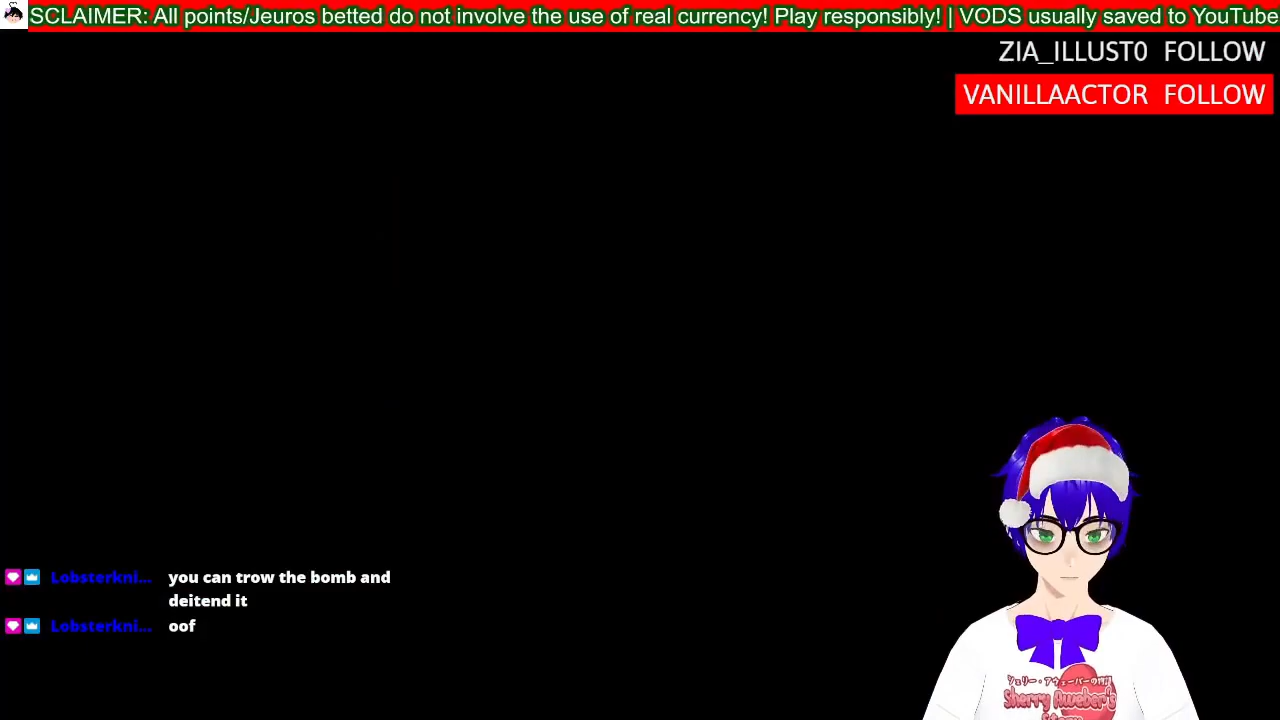 SCLAIMER: All points/Jeuros betted do not involve the use of real currency! Play responsibly! | VODS usually saved to YouTube
ZIA_ILLUST0 FOLLOW
VANILLAACTOR FOLLOW
Lobsterkni... you can trow the bomb and
deitend it
Lobsterkni... oof
Sherry Aweber's